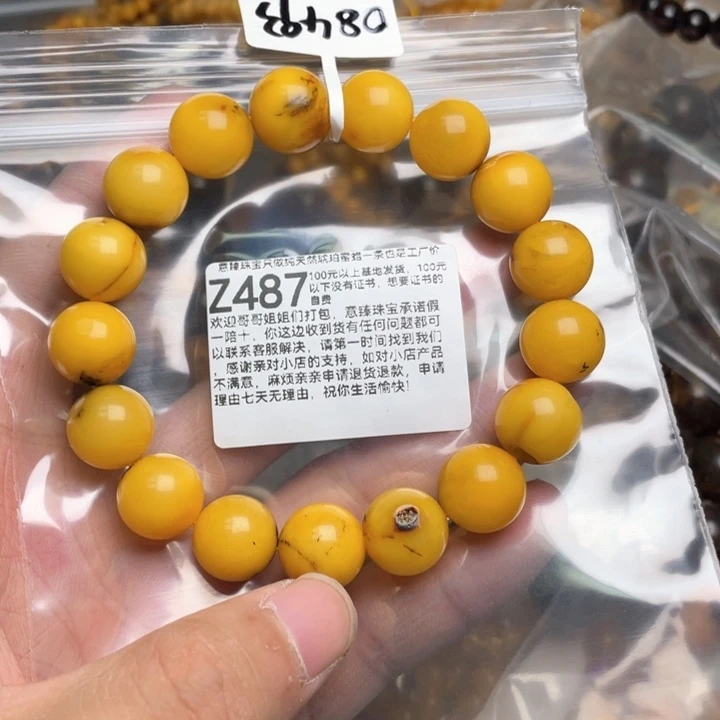 084
意臻珠宝只做纯天然琥珀蜜蜡一条也是工厂价
Z487
100元以上基地发货，100元
以下没有证书，想要证书的
自费
欢迎哥哥姐姐们打包，意臻珠宝承诺假
一陪十，你这边收到货有任何问题都可
以联系客服解决，请第一时间找到我们
，感谢亲对小店的支持，如对小店产品
不满意，麻烦亲亲申请退货退款，申请
理由七天无理由，祝你生活愉快！